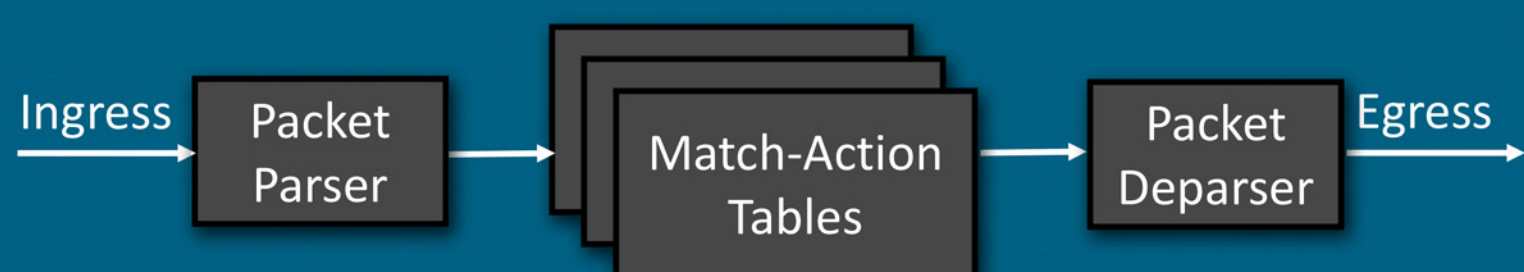 Ingress
Packet
Parser
Match-Action
Tables
Packet
Deparser
Egress